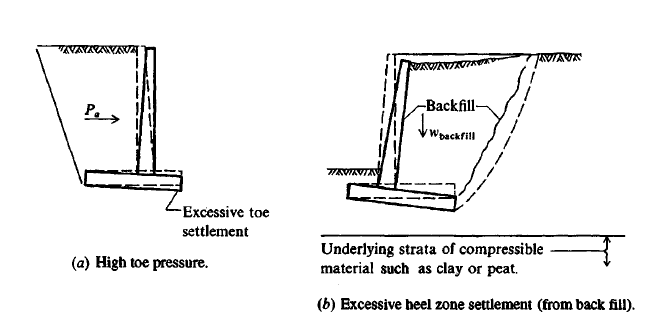 Pa
Excessive toe
settlement
(a) High toe pressure.
Backfill
wbackfill
Underlying strata of compressible
material such as clay or peat.
(b) Excessive heel zone settlement (from back fill).